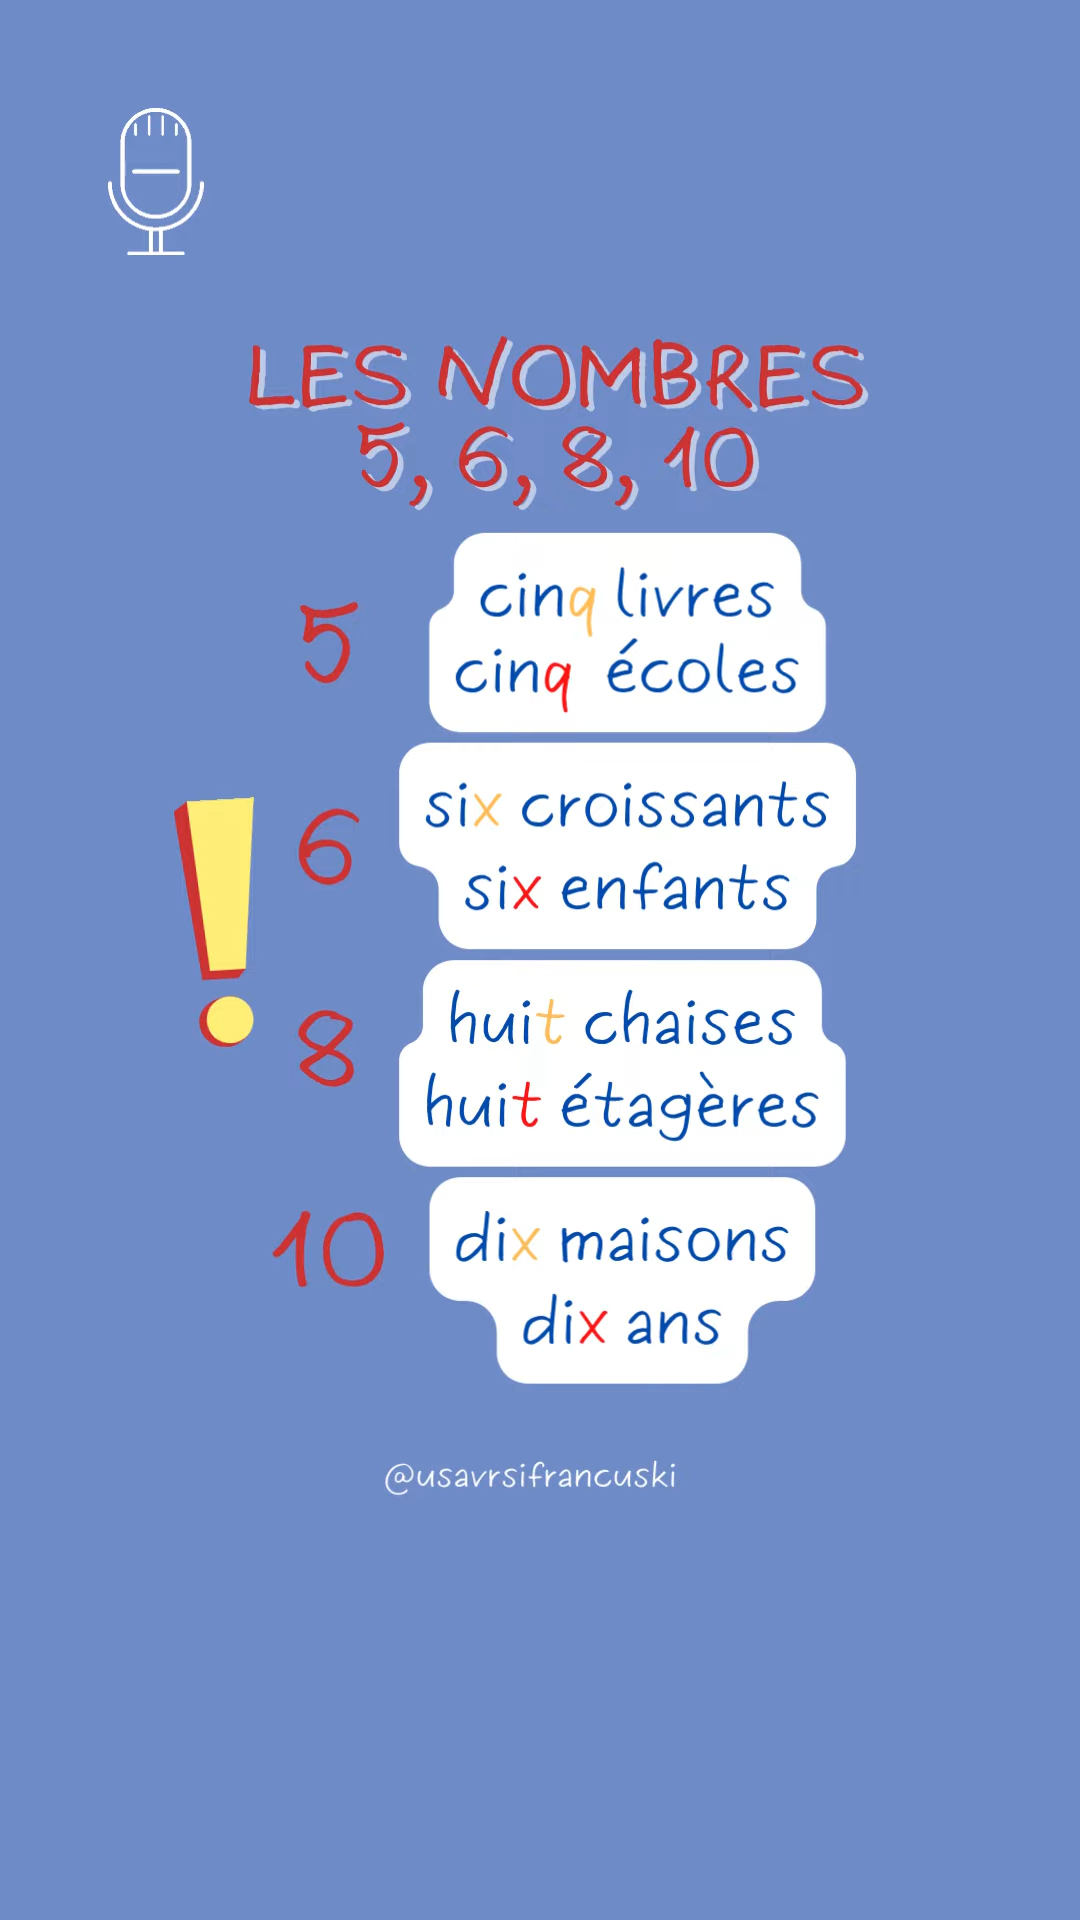 LES NOMBRES
5, 6, 8, 10
5
cinq livres
cinq écoles
6
six croissants
six enfants
!
8
huit chaises
huit étagères
10
dix maisons
dix ans
@usavrsifrancuski